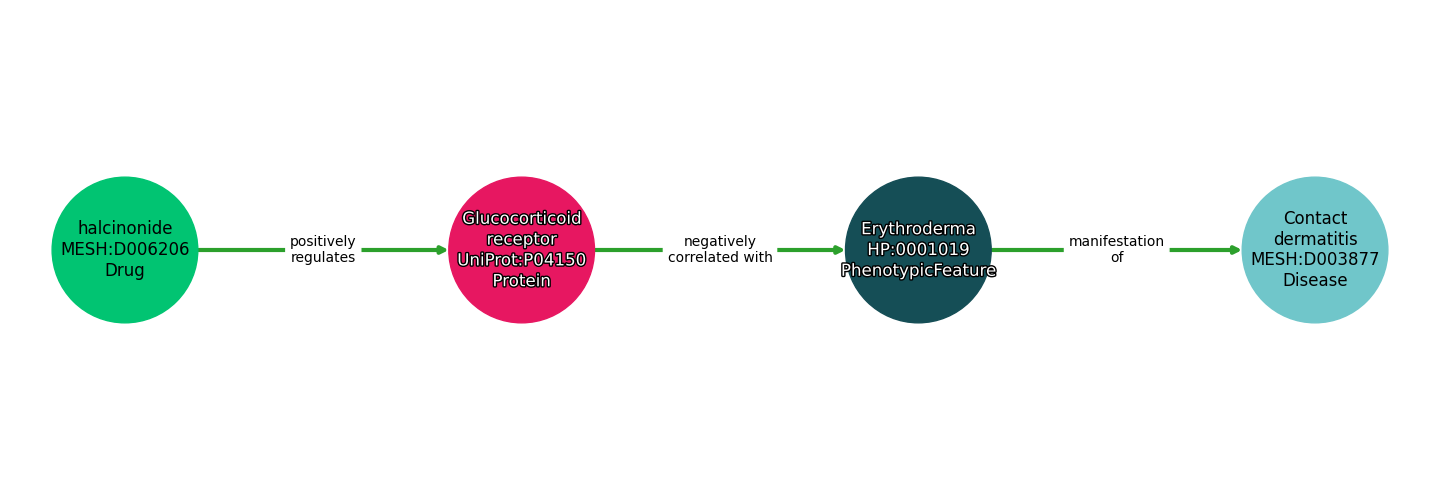 halcinonide
MESH:D006206
Drug
positively
regulates
Glucocorticoid
receptor
UniProt:P04150
Protein
negatively
correlated with
Erythroderma
HP:0001019
PhenotypicFeature
manifestation
of
Contact
dermatitis
MESH:D003877
Disease